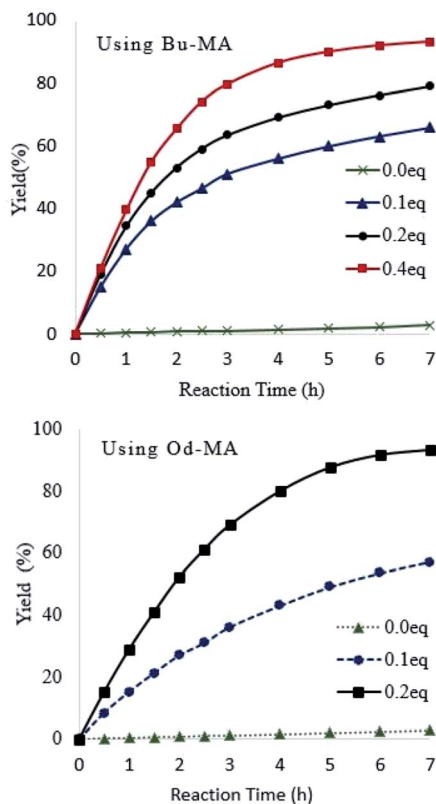 100
Using Bu-MA
80
60
40
20
0
Yield(%)
0.0eq
0.1eq
0.2eq
0.4eq
0 1 2 3 4 5 6 7
Reaction Time (h)
100
Using Od-MA
80
60
40
20
0
Yield (%)
0.0eq
0.1eq
0.2eq
0 1 2 3 4 5 6 7
Reaction Time (h)